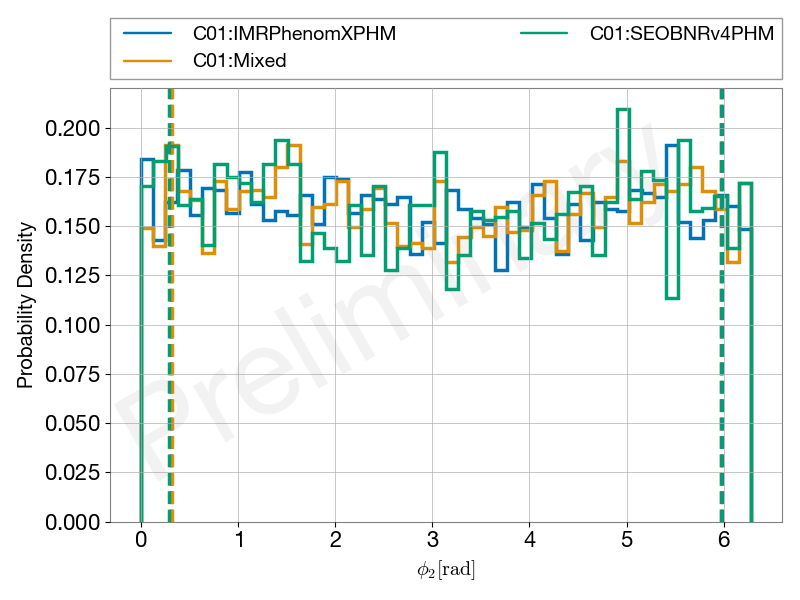 C01:IMRPhenomXPHM
C01:SEOBNRv4PHM
C01:Mixed
Preliminary
Probability Density
0.200
0.175
0.150
0.125
0.100
0.075
0.050
0.025
0.000
0 1 2 3 4 5 6
ϕ₂[rad]